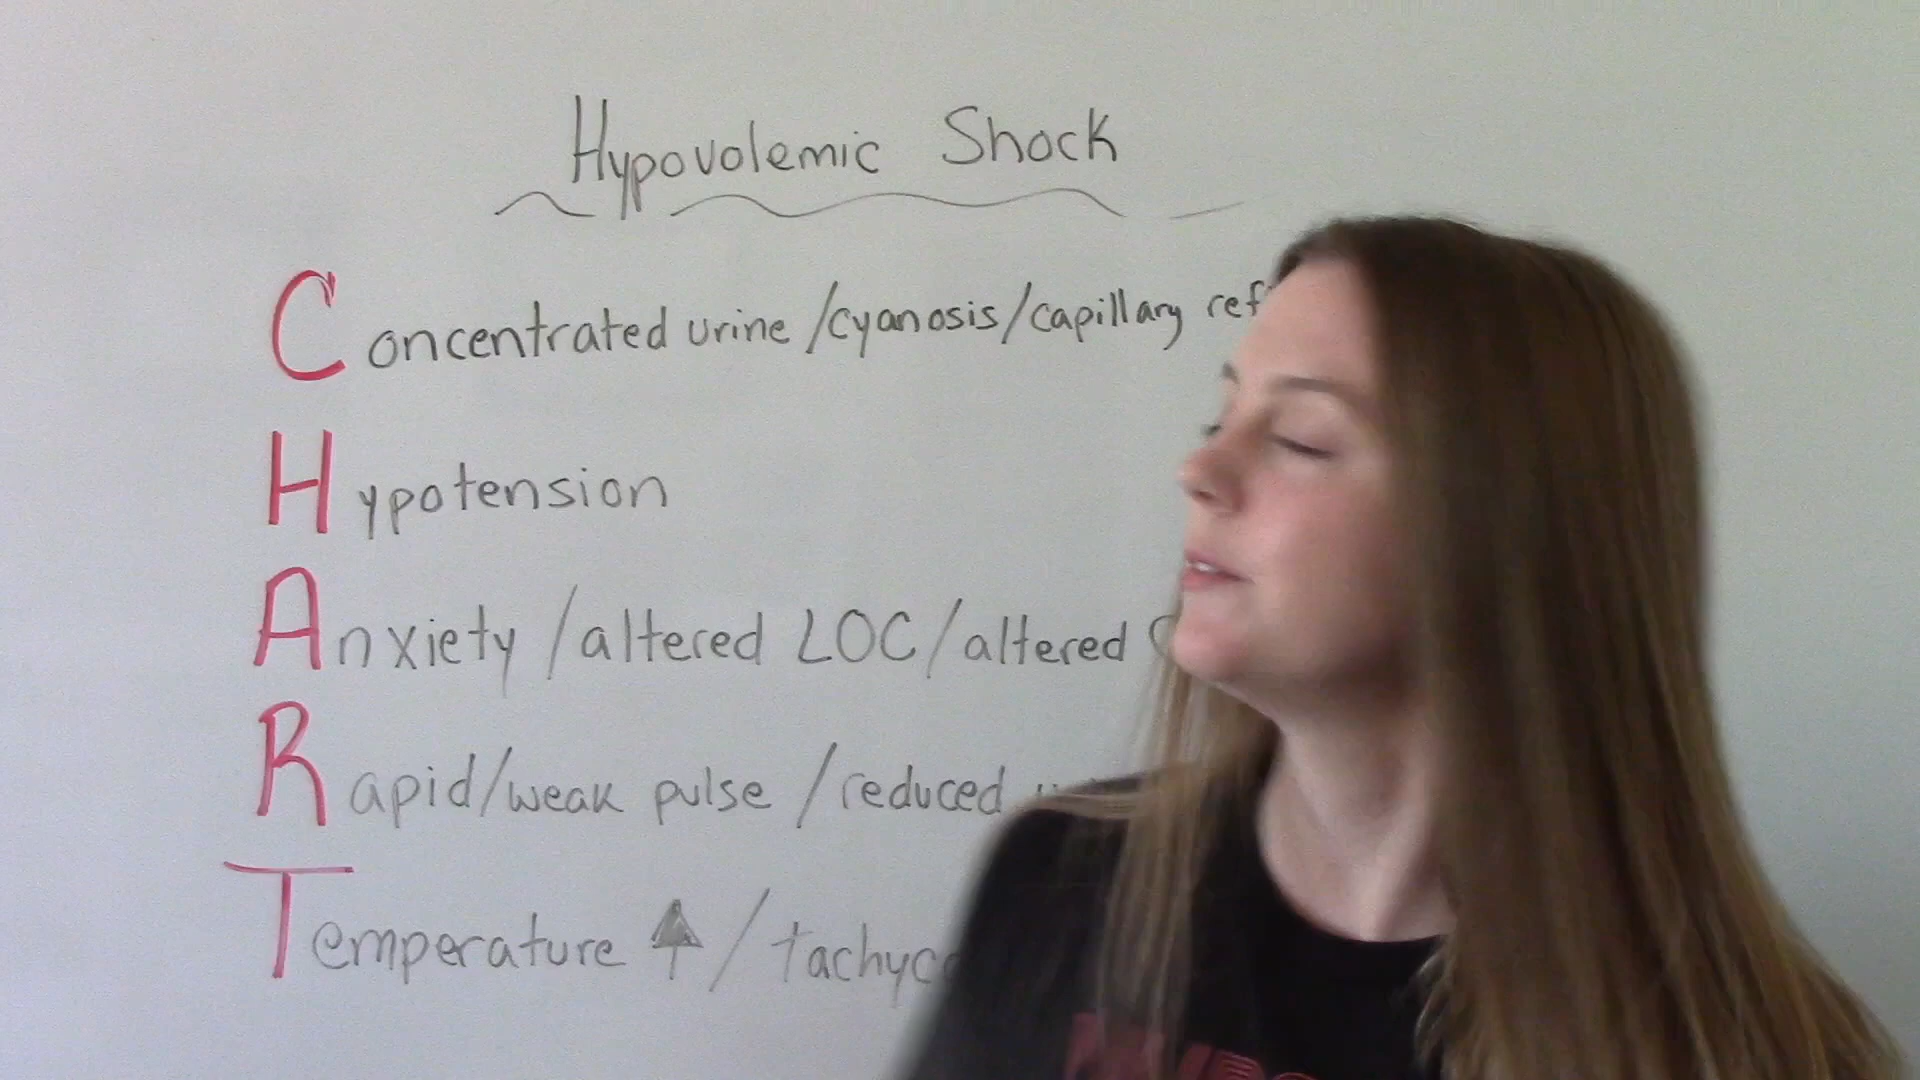 Hypovolemic Shock
Concentrated urine /cyanosis/capillary ref
Hypotension
Anxiety /altered LOC/altered
Rapid/weak pulse /reduced
Temperature ↑ /tachyc